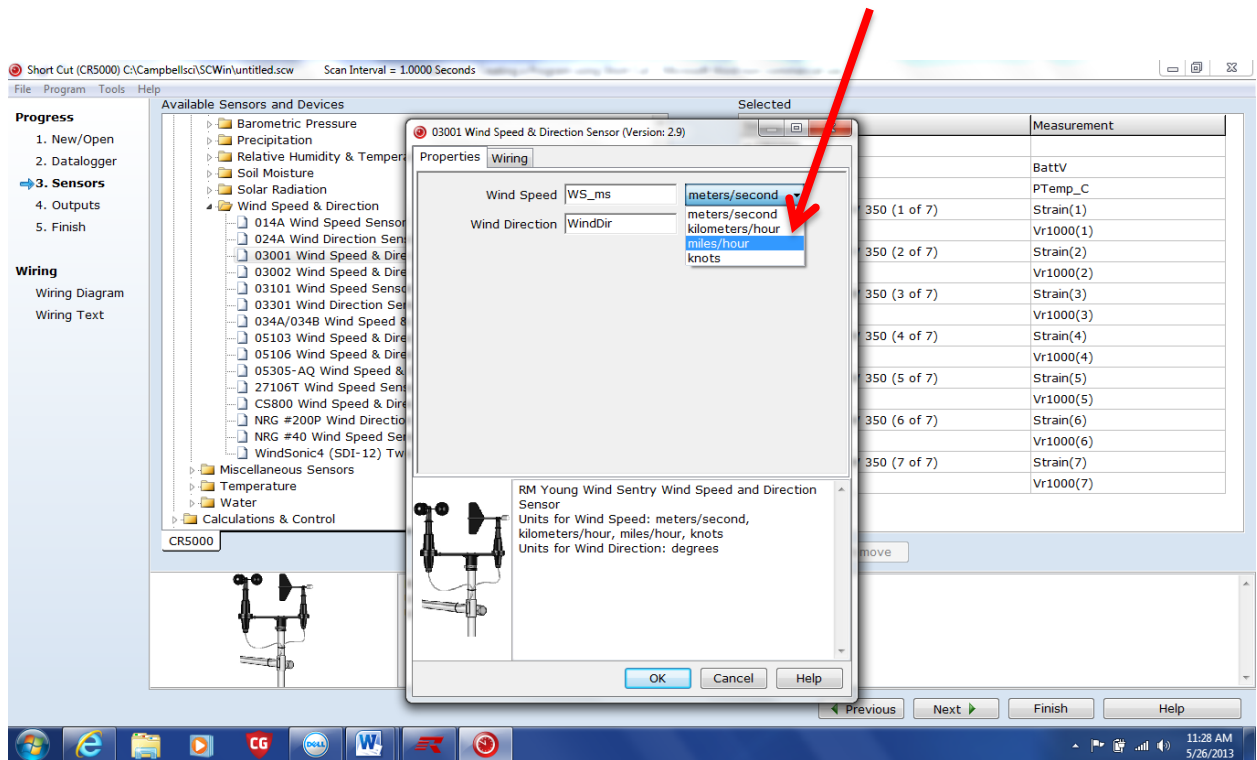 Short Cut (CR5000) C:\Campbellsci\SCWin\untitled.scw Scan Interval = 1.0000 Seconds
File Program Tools Help
Progress
1. New/Open
2. Datalogger
3. Sensors
4. Outputs
5. Finish
Wiring
Wiring Diagram
Wiring Text
Available Sensors and Devices
Barometric Pressure
Precipitation
Relative Humidity & Tempera
Soil Moisture
Solar Radiation
Wind Speed & Direction
014A Wind Speed Sensor
024A Wind Direction Sen
03001 Wind Speed & Dire
03002 Wind Speed & Dire
03101 Wind Speed Senso
03301 Wind Direction Se
034A/034B Wind Speed &
05103 Wind Speed & Dire
05106 Wind Speed & Dire
05305-AQ Wind Speed &
27106T Wind Speed Sens
CS800 Wind Speed & Dire
NRG #200P Wind Directio
NRG #40 Wind Speed Se
WindSonic4 (SDI-12) Tw
Miscellaneous Sensors
Temperature
Water
Calculations & Control
CR5000
03001 Wind Speed & Direction Sensor (Version: 2.9)
Properties Wiring
Wind Speed WS_ms meters/second
Wind Direction WindDir
meters/second
kilometers/hour
miles/hour
knots
RM Young Wind Sentry Wind Speed and Direction
Sensor
Units for Wind Speed: meters/second,
kilometers/hour, miles/hour, knots
Units for Wind Direction: degrees
OK Cancel Help
Selected
Measurement
BattV
PTemp_C
350 (1 of 7) Strain(1)
Vr1000(1)
350 (2 of 7) Strain(2)
Vr1000(2)
350 (3 of 7) Strain(3)
Vr1000(3)
350 (4 of 7) Strain(4)
Vr1000(4)
350 (5 of 7) Strain(5)
Vr1000(5)
350 (6 of 7) Strain(6)
Vr1000(6)
350 (7 of 7) Strain(7)
Vr1000(7)
move
Previous Next Finish Help
CG
DELL
W
11:28 AM
5/26/2013